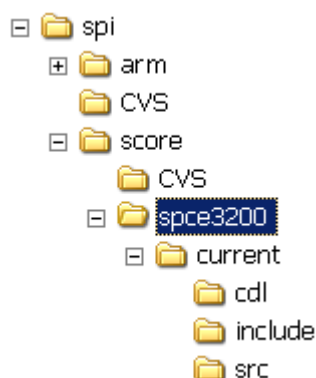 spi
arm
CVS
score
CVS
spce3200
current
cdl
include
src